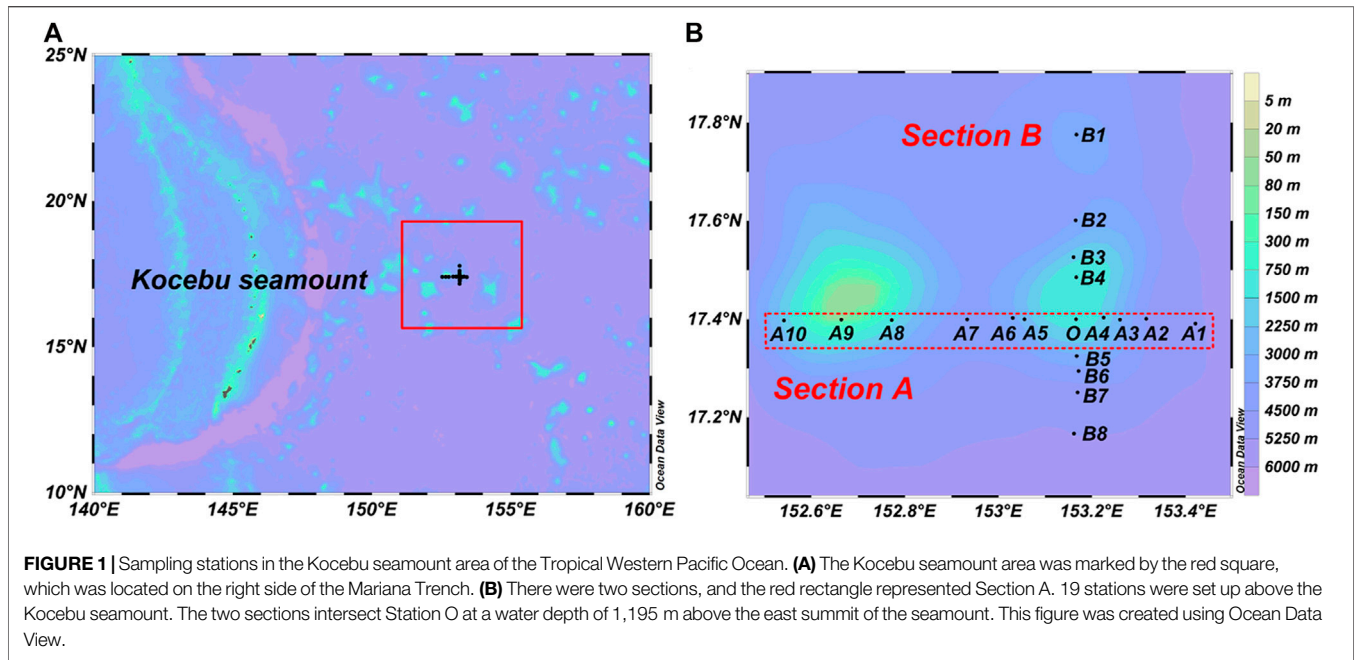 A
25°N
20°N
15°N
10°N
140°E
145°E
150°E
155°E
160°E
Kocebu seamount
Ocean Data View
B
17.8°N
17.6°N
17.4°N
17.2°N
152.6°E
152.8°E
153°E
153.2°E
153.4°E
Section B
B1
B2
B3
B4
A10 A9 A8 A7 A6 A5 O A4 A3 A2 A1
B5
Section A
B6
B7
B8
Ocean Data View
5 m
20 m
50 m
80 m
150 m
300 m
750 m
1500 m
2250 m
3000 m
3750 m
4500 m
5250 m
6000 m
FIGURE 1 | Sampling stations in the Kocebu seamount area of the Tropical Western Pacific Ocean. (A) The Kocebu seamount area was marked by the red square,
which was located on the right side of the Mariana Trench. (B) There were two sections, and the red rectangle represented Section A. 19 stations were set up above the
Kocebu seamount. The two sections intersect Station O at a water depth of 1,195 m above the east summit of the seamount. This figure was created using Ocean Data
View.